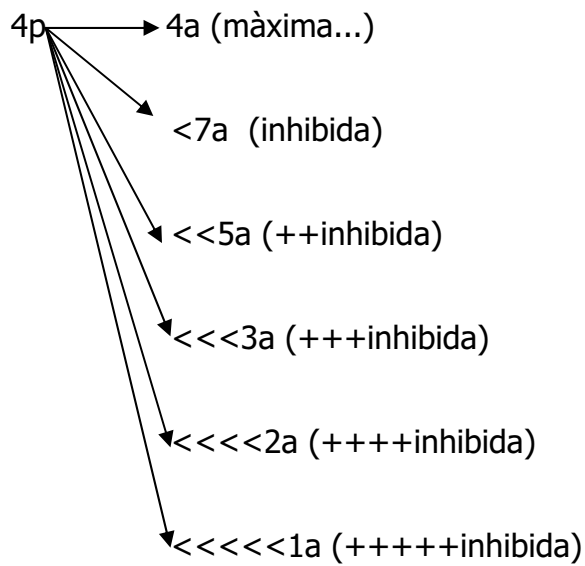 4p 4a (màxima...)
<7a (inhibida)
<<5a (++inhibida)
<<<3a (+++inhibida)
<<<<2a (++++inhibida)
<<<<<1a (+++++inhibida)